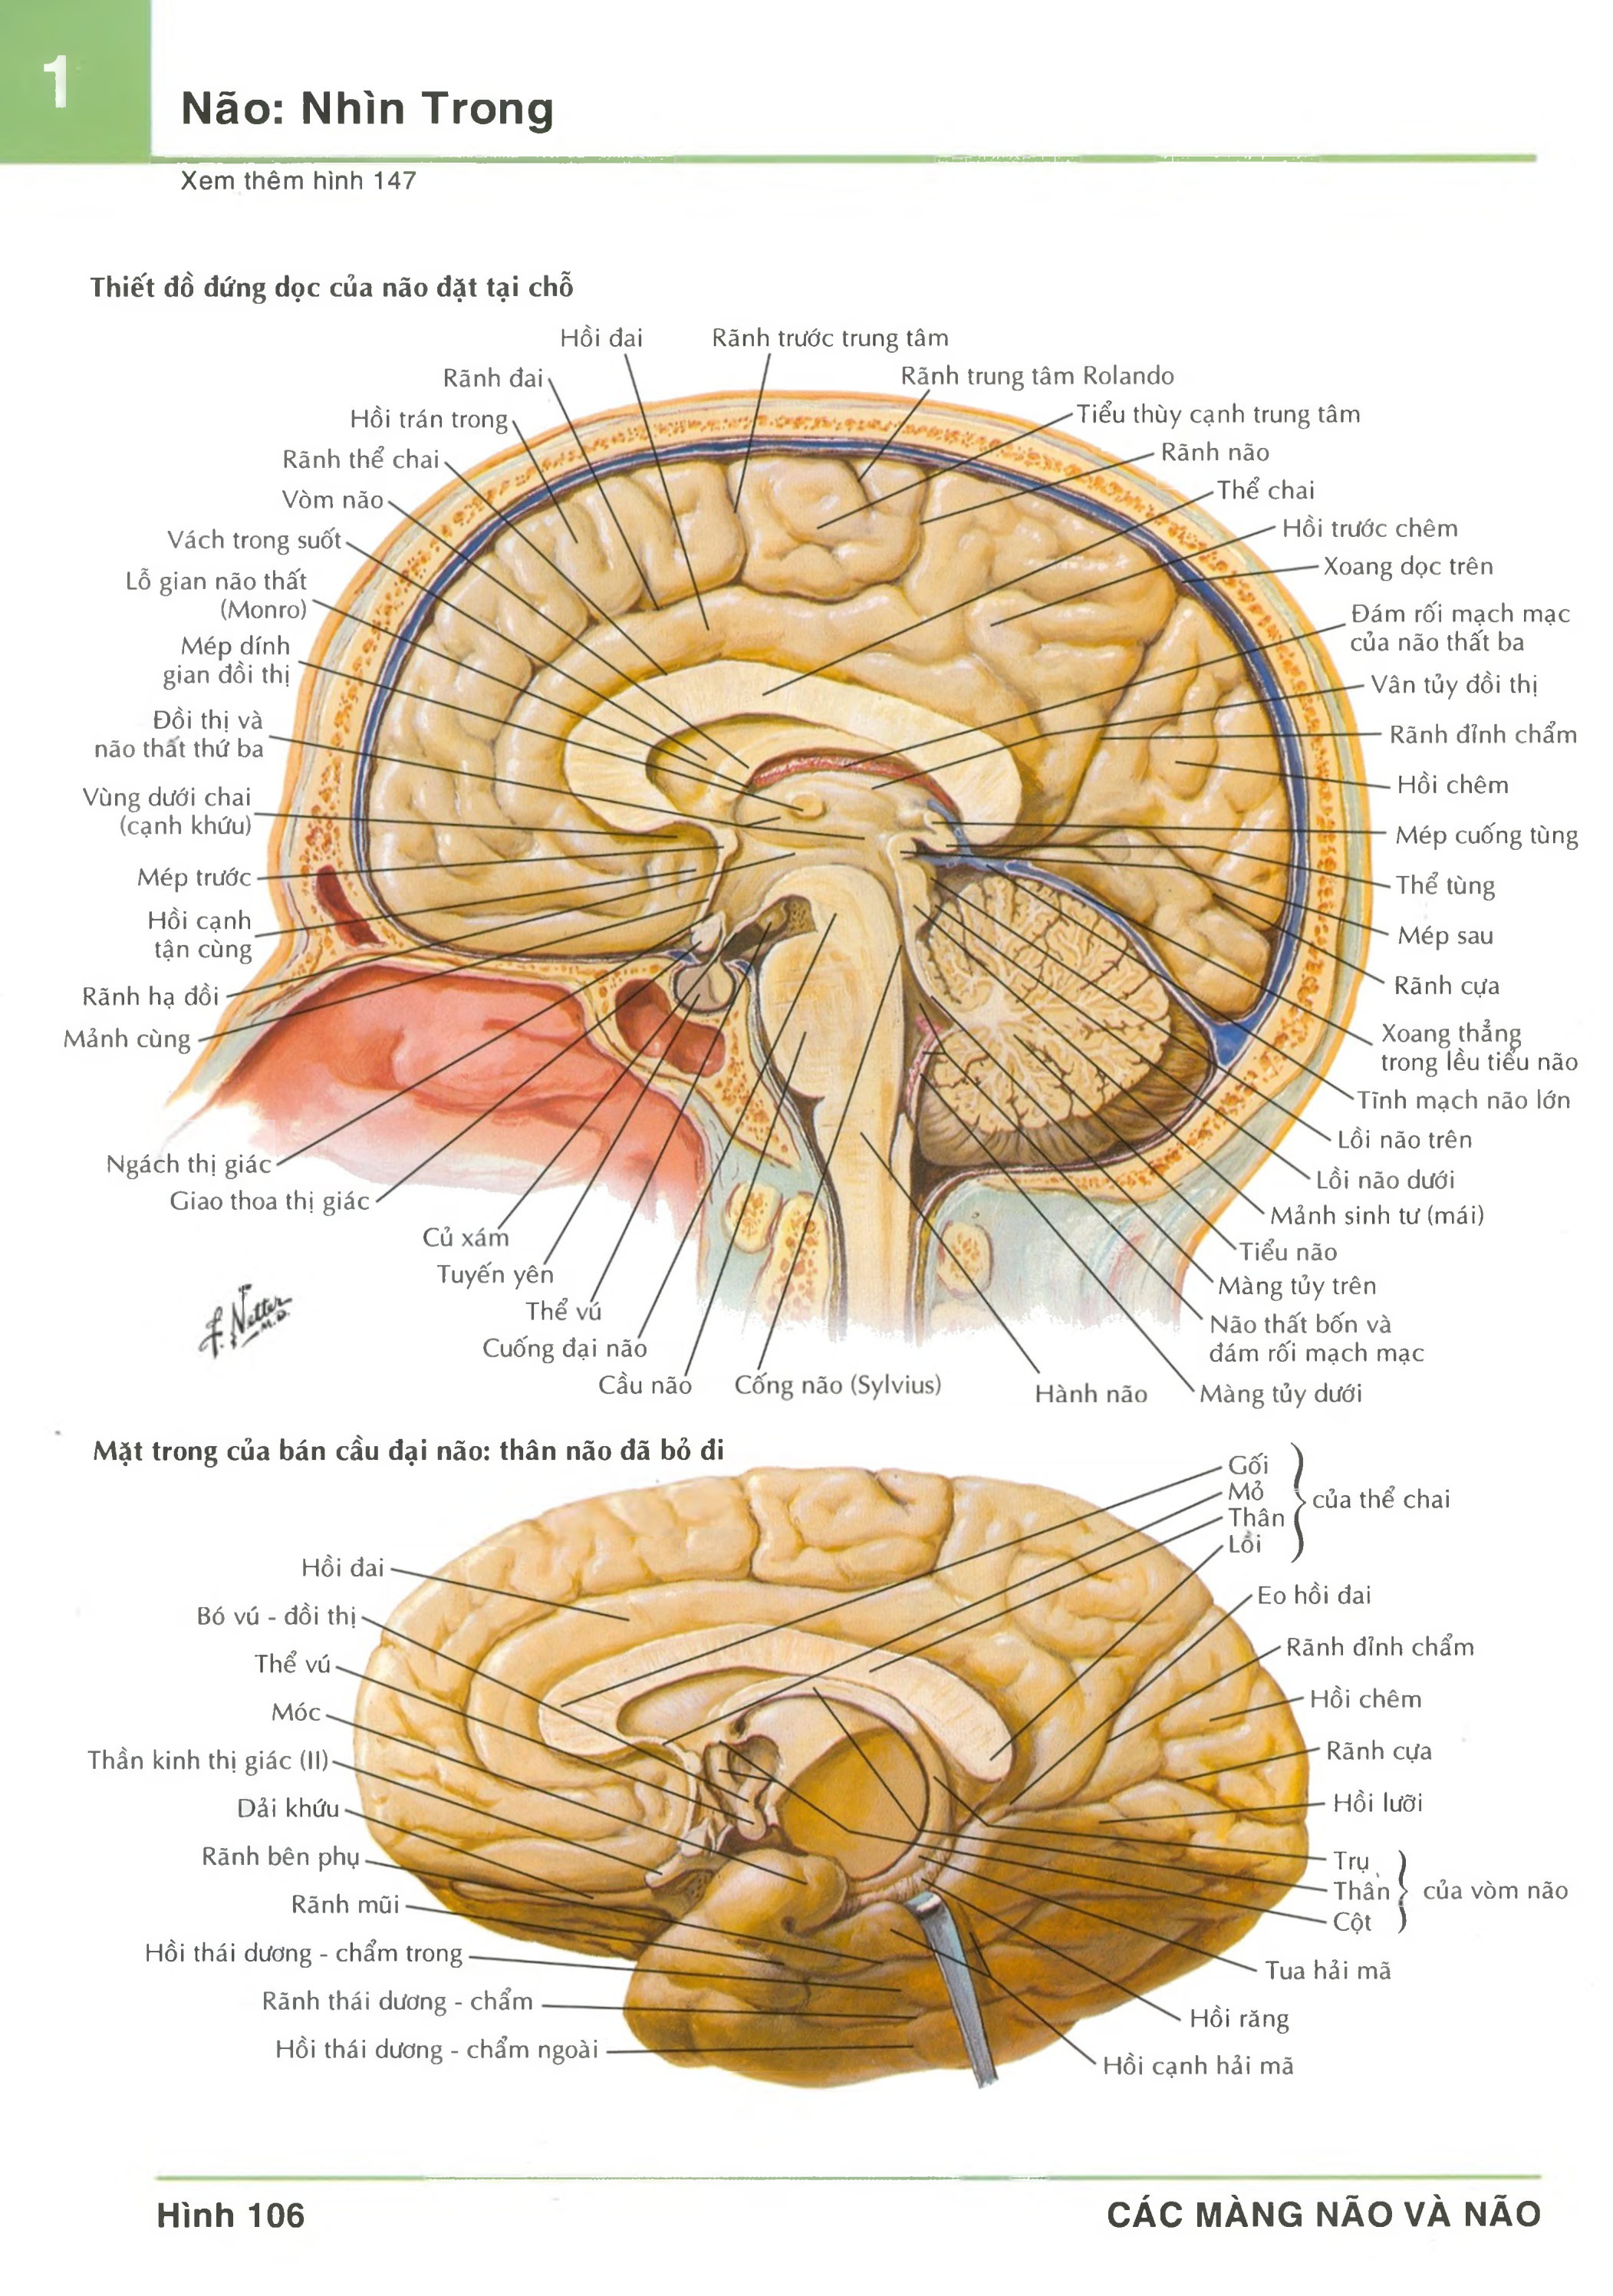 1
Não: Nhìn Trong
Xem thêm hình 147
Thiết đồ đứng dọc của não đặt tại chỗ
Hồi đai
Rãnh trước trung tâm
Rãnh đai
Rãnh trung tâm Rolando
Hồi trán trong
Tiểu thùy cạnh trung tâm
Rãnh thể chai
Rãnh não
Vòm não
Thể chai
Vách trong suốt
Hồi trước chêm
Lỗ gian não thất
(Monro)
Xoang dọc trên
Mép dính
gian đồi thị
Đám rối mạch mạc
của não thất ba
Đồi thị và
não thất thứ ba
Vân tủy đồi thị
Rãnh đỉnh chẩm
Vùng dưới chai
(cạnh khứu)
Hồi chêm
Mép cuống tùng
Mép trước
Thể tùng
Hồi cạnh
tận cùng
Mép sau
Rãnh hạ đồi
Rãnh cựa
Mảnh cùng
Xoang thẳng
trong lều tiểu não
Tĩnh mạch não lớn
Ngách thị giác
Lồi não trên
Giao thoa thị giác
Lồi não dưới
Củ xám
Mảnh sinh tư (mái)
Tuyến yên
Tiểu não
Thể vú
Màng tủy trên
Cuống đại não
Não thất bốn và
đám rối mạch mạc
Cầu não
Cống não (Sylvius)
Hành não
Màng tủy dưới
F. Netter
M.D.
Mặt trong của bán cầu đại não: thân não đã bỏ đi
Gối
Mỏ
Thân
Lồi
của thể chai
Hồi đai
Eo hồi đai
Bó vú - đồi thị
Rãnh đỉnh chẩm
Thể vú
Hồi chêm
Móc
Rãnh cựa
Thần kinh thị giác (II)
Hồi lưỡi
Dải khứu
Rãnh bên phụ
Trụ
Thân
Cột
của vòm não
Rãnh mũi
Hồi thái dương - chẩm trong
Tua hải mã
Rãnh thái dương - chẩm
Hồi răng
Hồi thái dương - chẩm ngoài
Hồi cạnh hải mã
Hình 106
CÁC MÀNG NÃO VÀ NÃO